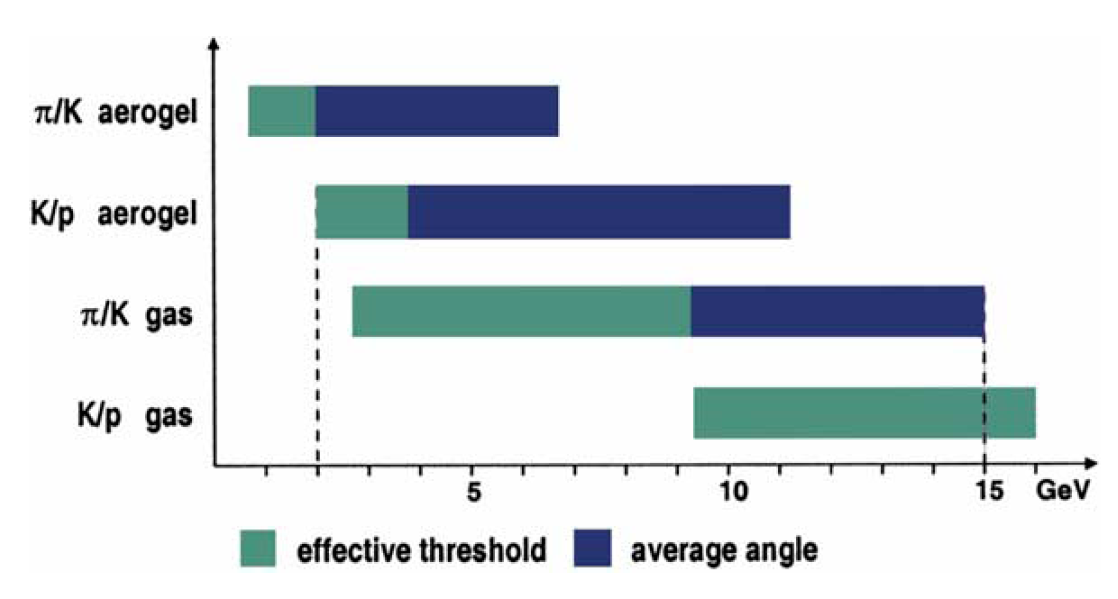 π/K aerogel
K/p aerogel
π/K gas
K/p gas
5 10 15 GeV
effective threshold average angle